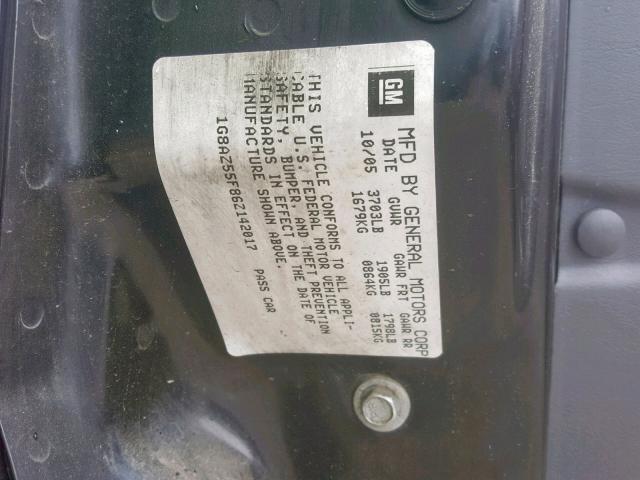 GM
MFD BY GENERAL MOTORS CORP
DATE GVWR GAWR FRT GAWR RR
10/05 3703LB 1905LB 1798LB
1679KG 0864KG 0815KG
THIS VEHICLE CONFORMS TO ALL APPLI-
CABLE U.S. FEDERAL MOTOR VEHICLE
SAFETY, BUMPER, AND THEFT PREVENTION
STANDARDS IN EFFECT ON THE DATE OF
MANUFACTURE SHOWN ABOVE.
1G8AZ55F862142017 PASS CAR